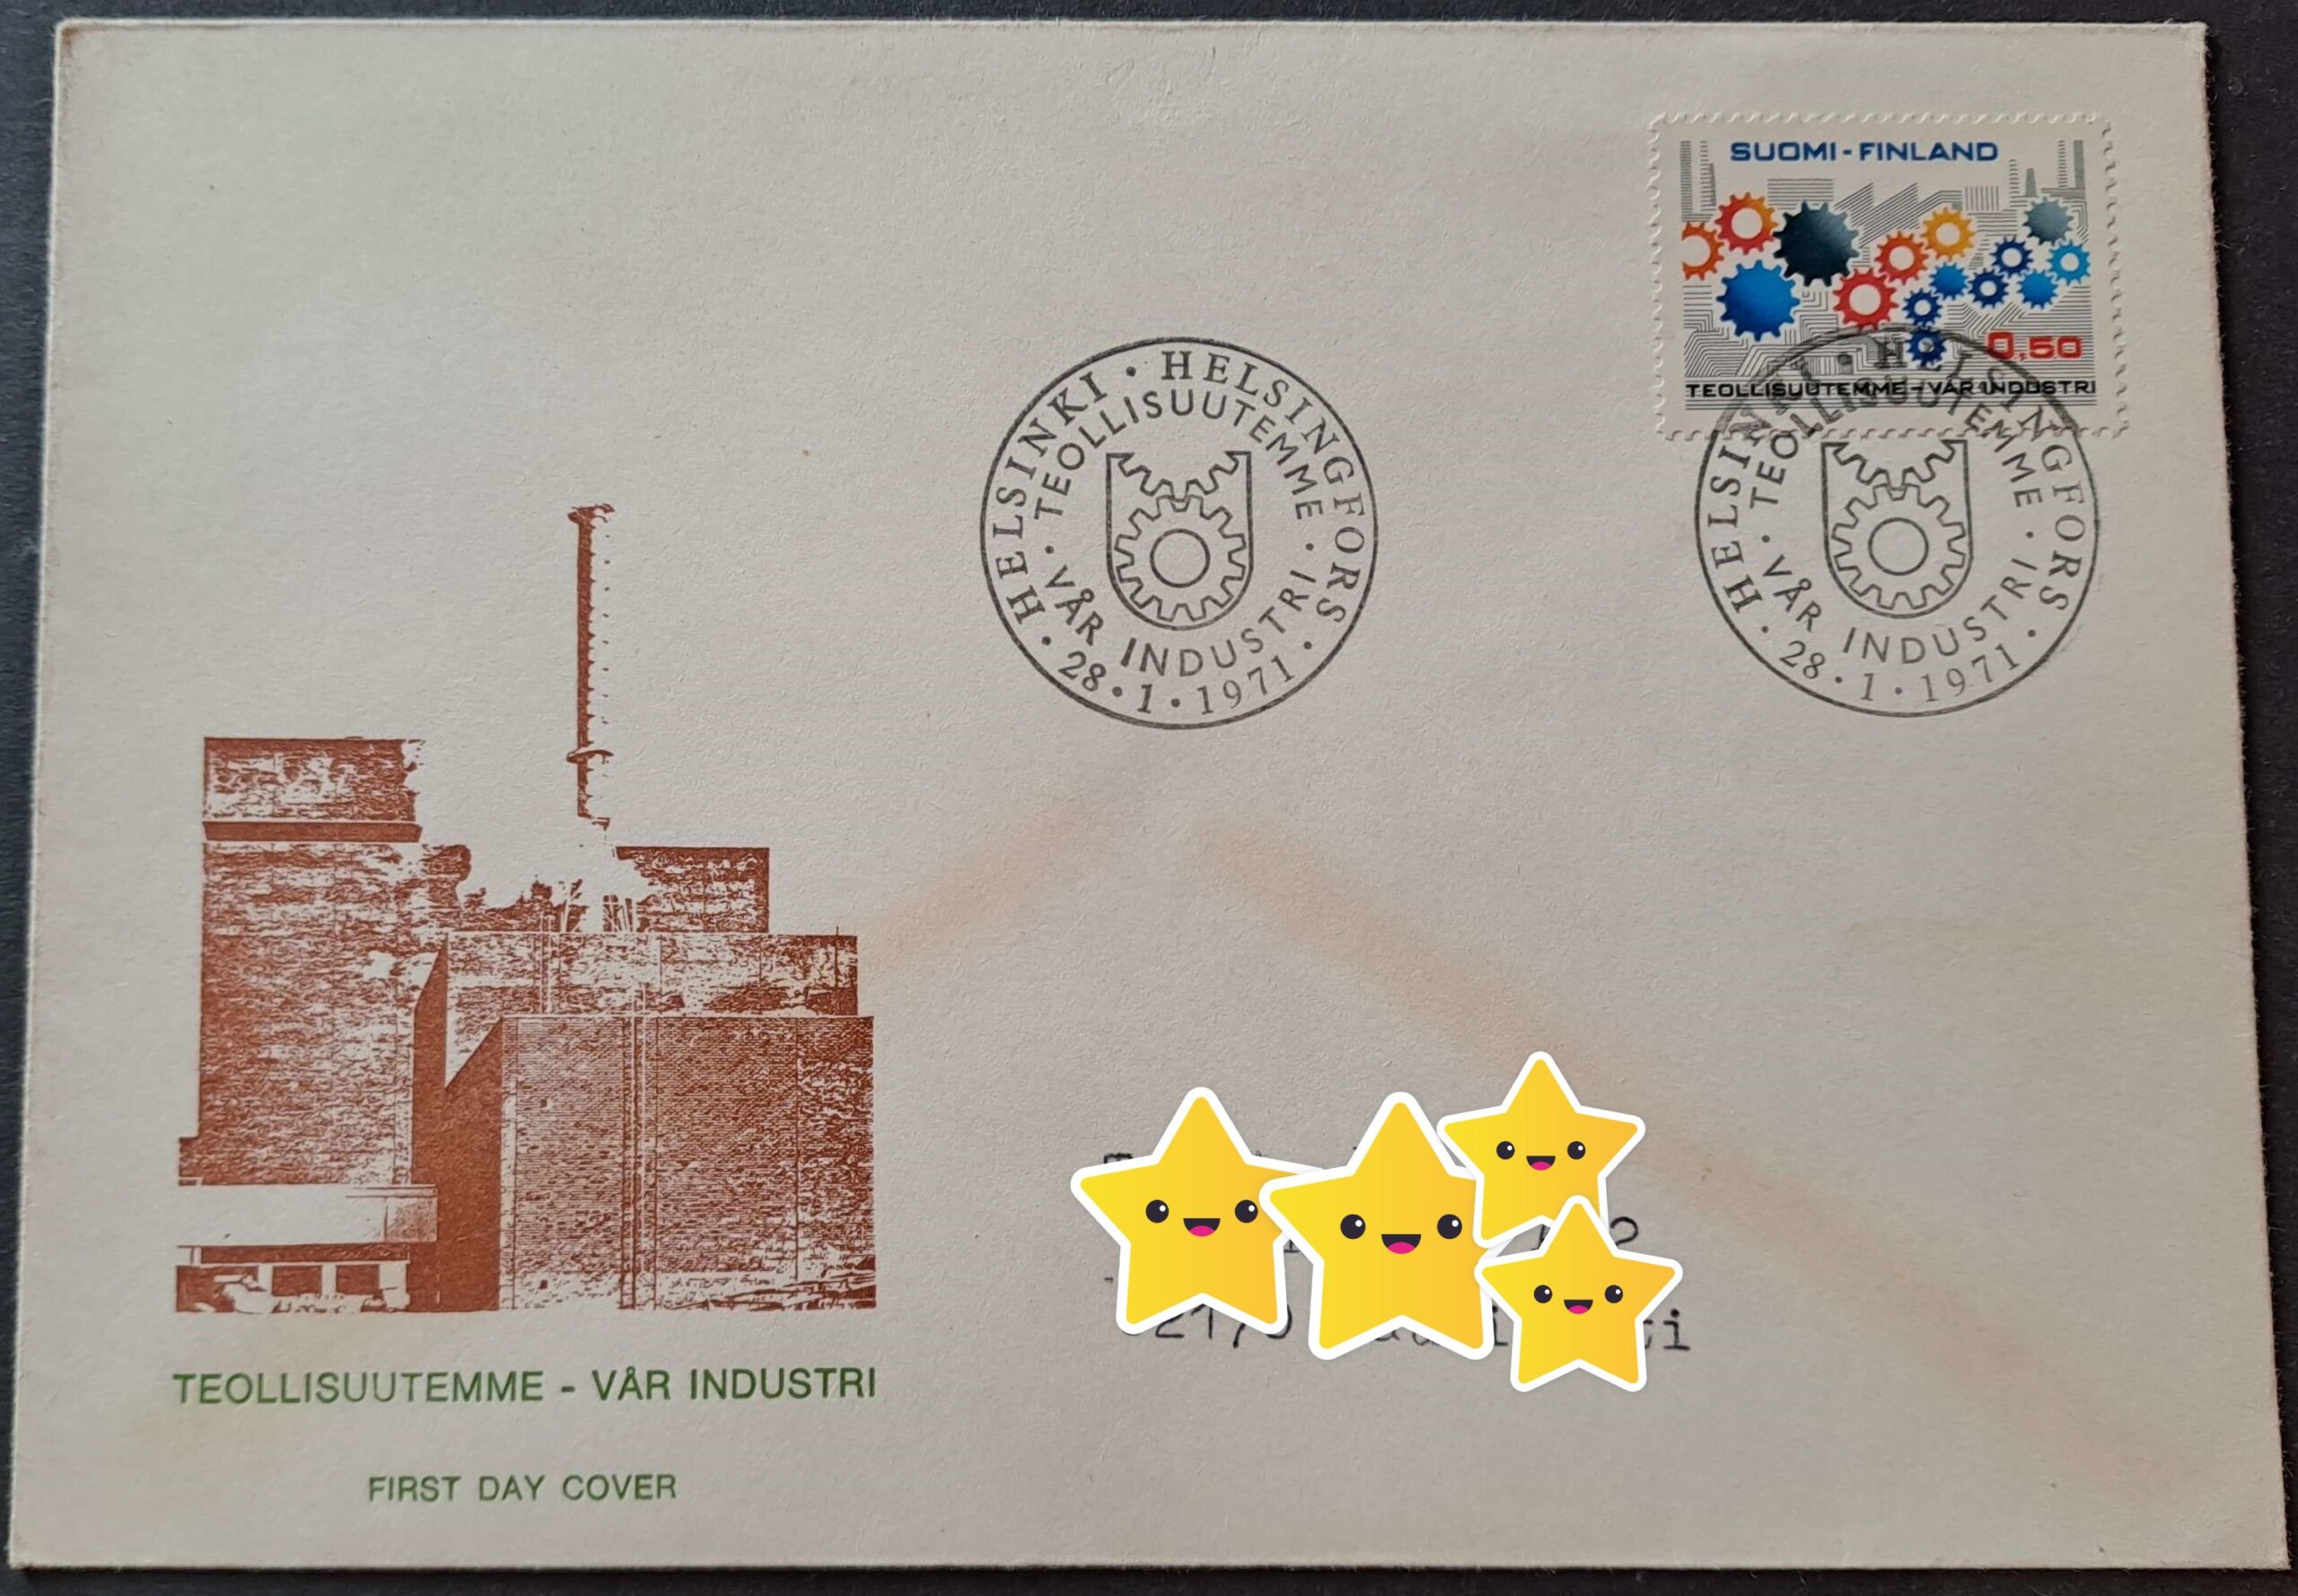 SUOMI-FINLAND
0,50
TEOLLISUUTEMME-VÅR INDUSTRI
HELSINKI · HELSINGFORS
· TEOLLISUUTEMME ·
VÅR INDUSTRI
· 28 · 1 · 1971 ·
HELSINKI · HELSINGFORS
· TEOLLISUUTEMME ·
VÅR INDUSTRI
· 28 · 1 · 1971 ·
TEOLLISUUTEMME - VÅR INDUSTRI
FIRST DAY COVER